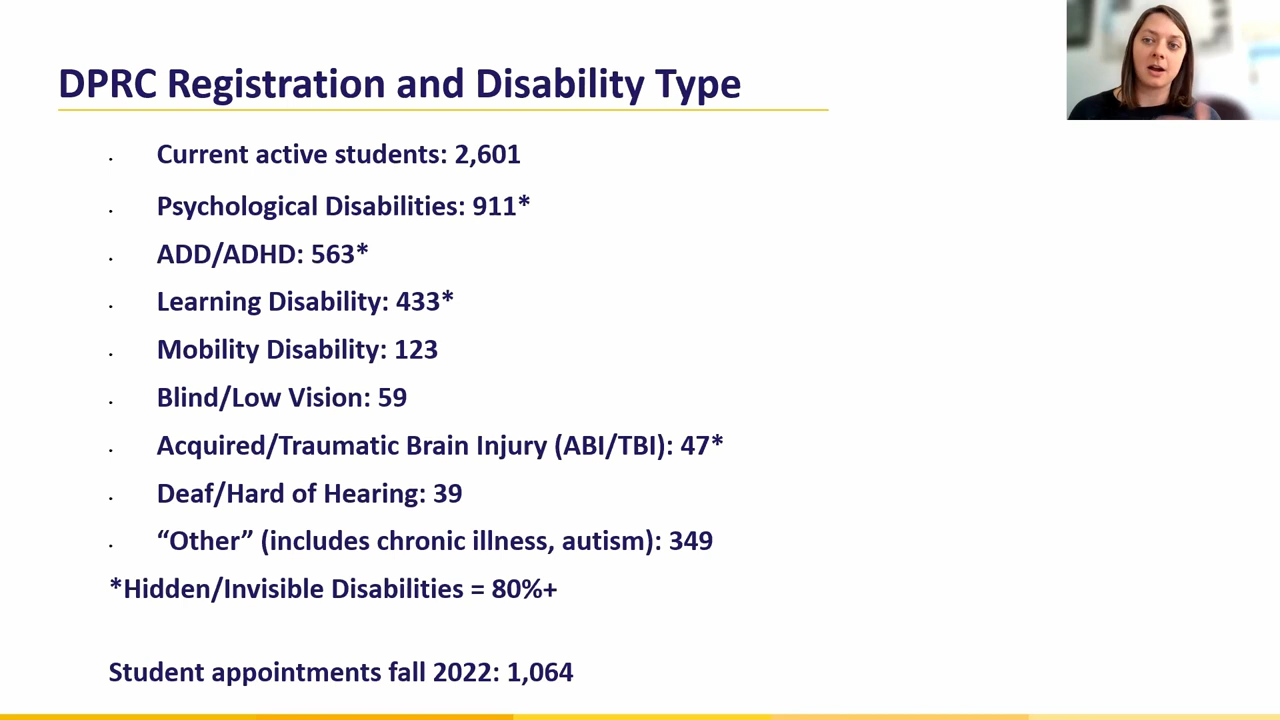 DPRC Registration and Disability Type
· Current active students: 2,601
· Psychological Disabilities: 911*
· ADD/ADHD: 563*
· Learning Disability: 433*
· Mobility Disability: 123
· Blind/Low Vision: 59
· Acquired/Traumatic Brain Injury (ABI/TBI): 47*
· Deaf/Hard of Hearing: 39
· “Other” (includes chronic illness, autism): 349
*Hidden/Invisible Disabilities = 80%+
Student appointments fall 2022: 1,064